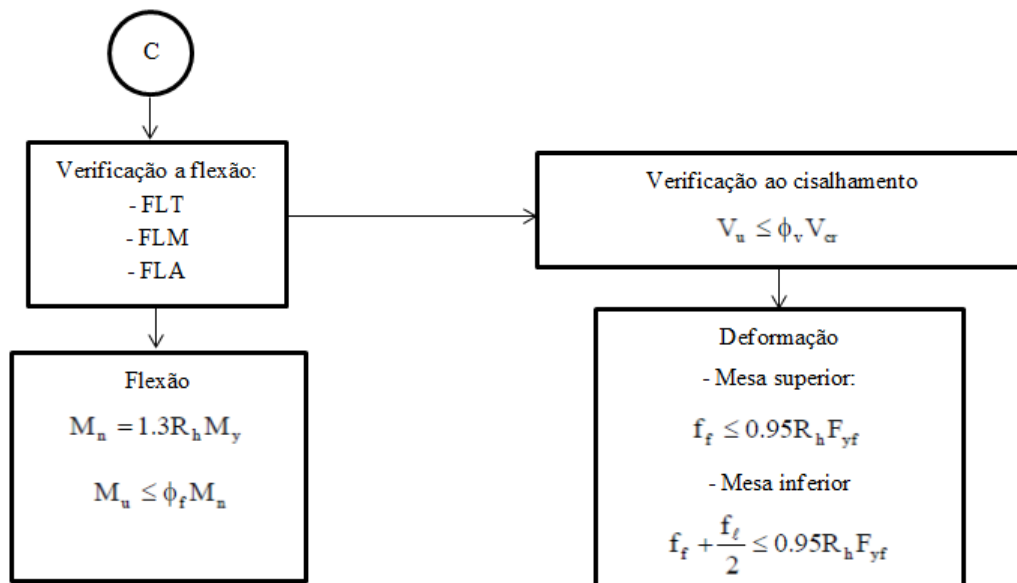 C
Verificação a flexão:
- FLT
- FLM
- FLA
Verificação ao cisalhamento
V_u ≤ ϕ_v V_cr
Flexão
M_n = 1.3R_h M_y
M_u ≤ ϕ_f M_n
Deformação
- Mesa superior:
f_f ≤ 0.95R_h F_yf
- Mesa inferior
f_f + f_ℓ/2 ≤ 0.95R_h F_yf